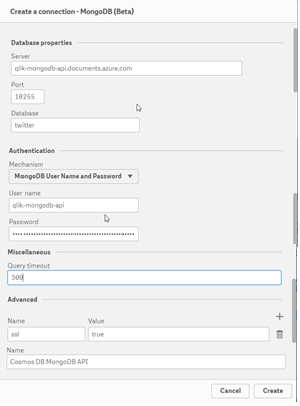 Create a connection - MongoDB (Beta)
Database properties
Server
qlik-mongodb-api.documents.azure.com
Port
10255
Database
twitter
Authentication
Mechanism
MongoDB User Name and Password
User name
qlik-mongodb-api
Password
Miscellaneous
Query timeout
300
Advanced
Name Value
ssl true
Name
Cosmos DB MongoDB API
Cancel Create